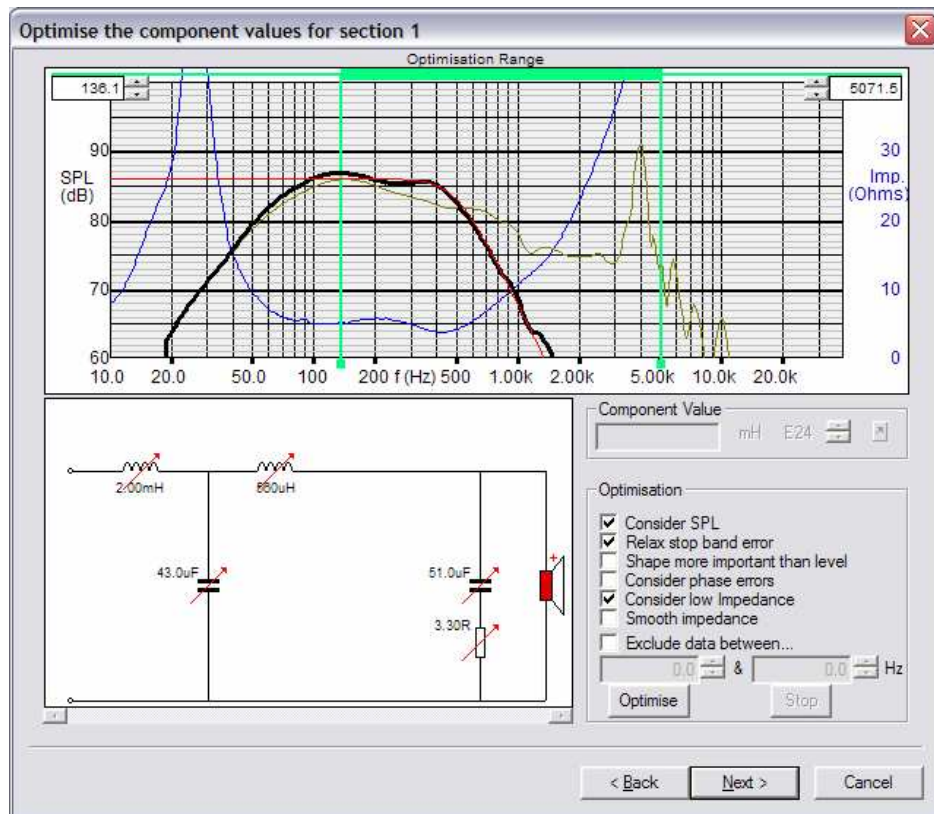 Optimise the component values for section 1
Optimisation Range
136.1
5071.5
90
30
SPL
(dB)
Imp.
(Ohms)
80
20
70
10
60
0
10.0 20.0 50.0 100 200 f (Hz) 500 1.00k 2.00k 5.00k 10.0k 20.0k
Component Value
mH E24
2.00mH
43.0uF
51.0uF
3.30R
+
Optimisation
Consider SPL
Relax stop band error
Shape more important than level
Consider phase errors
Consider low Impedance
Smooth impedance
Exclude data between...
0.0 & 0.0 Hz
Optimise Stop
< Back Next > Cancel